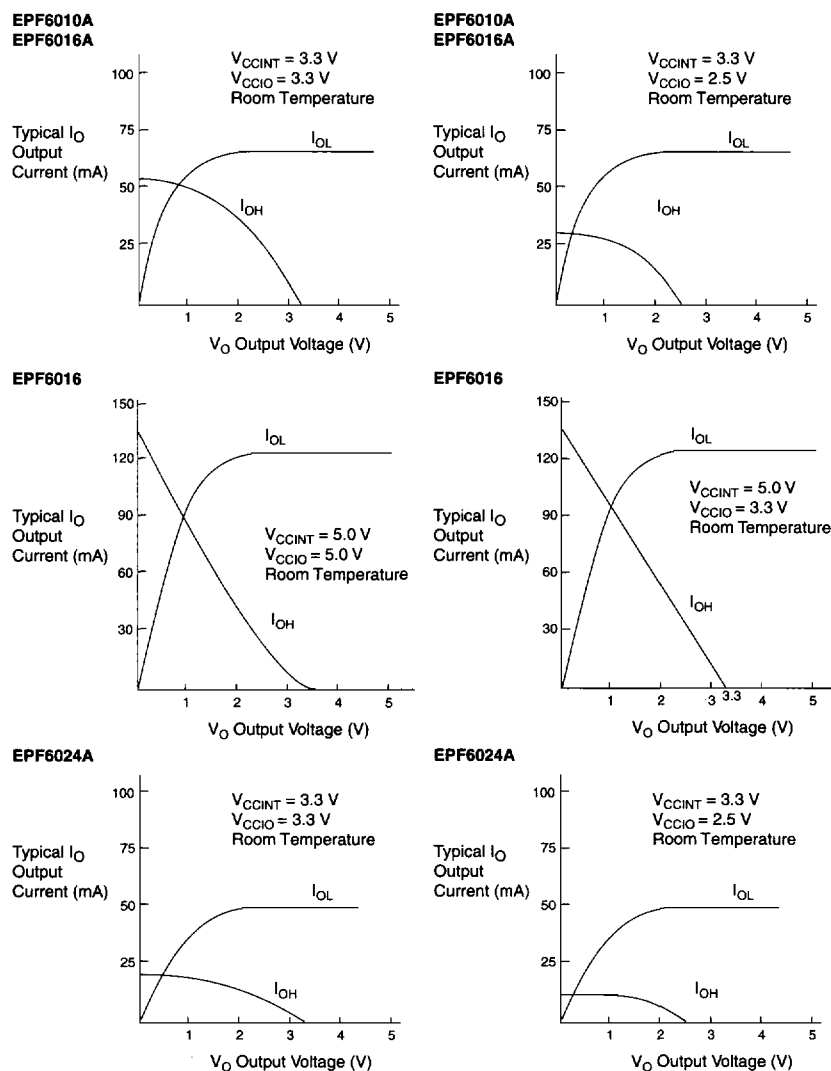 EPF6010A
EPF6016A
100
75
50
25
Typical IO
Output
Current (mA)
VCCINT = 3.3 V
VCCIO = 3.3 V
Room Temperature
IOL
IOH
1 2 3 4 5
VO Output Voltage (V)
EPF6010A
EPF6016A
100
75
50
25
Typical IO
Output
Current (mA)
VCCINT = 3.3 V
VCCIO = 2.5 V
Room Temperature
IOL
IOH
1 2 3 4 5
VO Output Voltage (V)
EPF6016
150
120
90
60
30
Typical IO
Output
Current (mA)
IOL
VCCINT = 5.0 V
VCCIO = 5.0 V
Room Temperature
IOH
1 2 3 4 5
VO Output Voltage (V)
EPF6016
150
120
90
60
30
Typical IO
Output
Current (mA)
IOL
VCCINT = 5.0 V
VCCIO = 3.3 V
Room Temperature
IOH
1 2 3 3.3 4 5
VO Output Voltage (V)
EPF6024A
100
75
50
25
Typical IO
Output
Current (mA)
VCCINT = 3.3 V
VCCIO = 3.3 V
Room Temperature
IOL
IOH
1 2 3 4 5
VO Output Voltage (V)
EPF6024A
100
75
50
25
Typical IO
Output
Current (mA)
VCCINT = 3.3 V
VCCIO = 2.5 V
Room Temperature
IOL
IOH
1 2 3 4 5
VO Output Voltage (V)